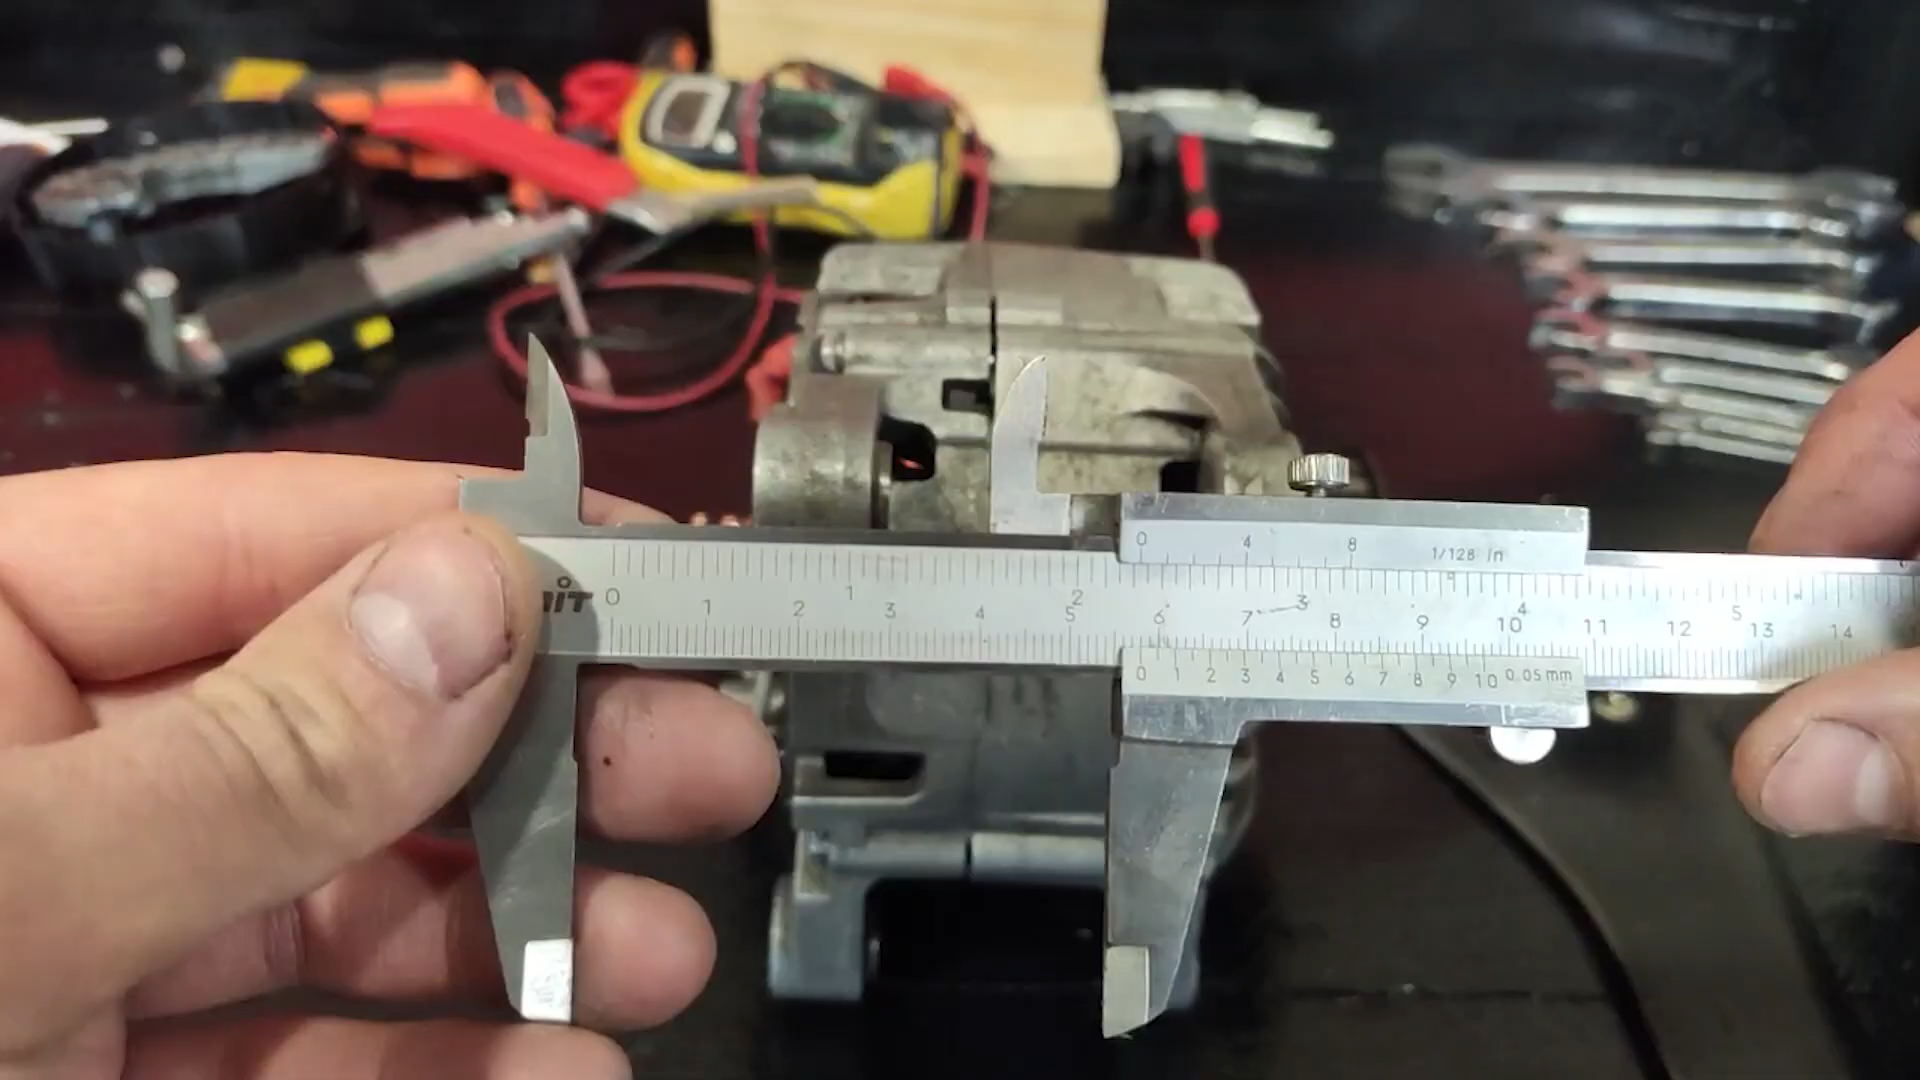 0 4 8 1/128 in
0 1 2 3 4 5
1 2 3 4 5 6 7 8 9 10 11 12 13 14
0 1 2 3 4 5 6 7 8 9 10 0.05 mm